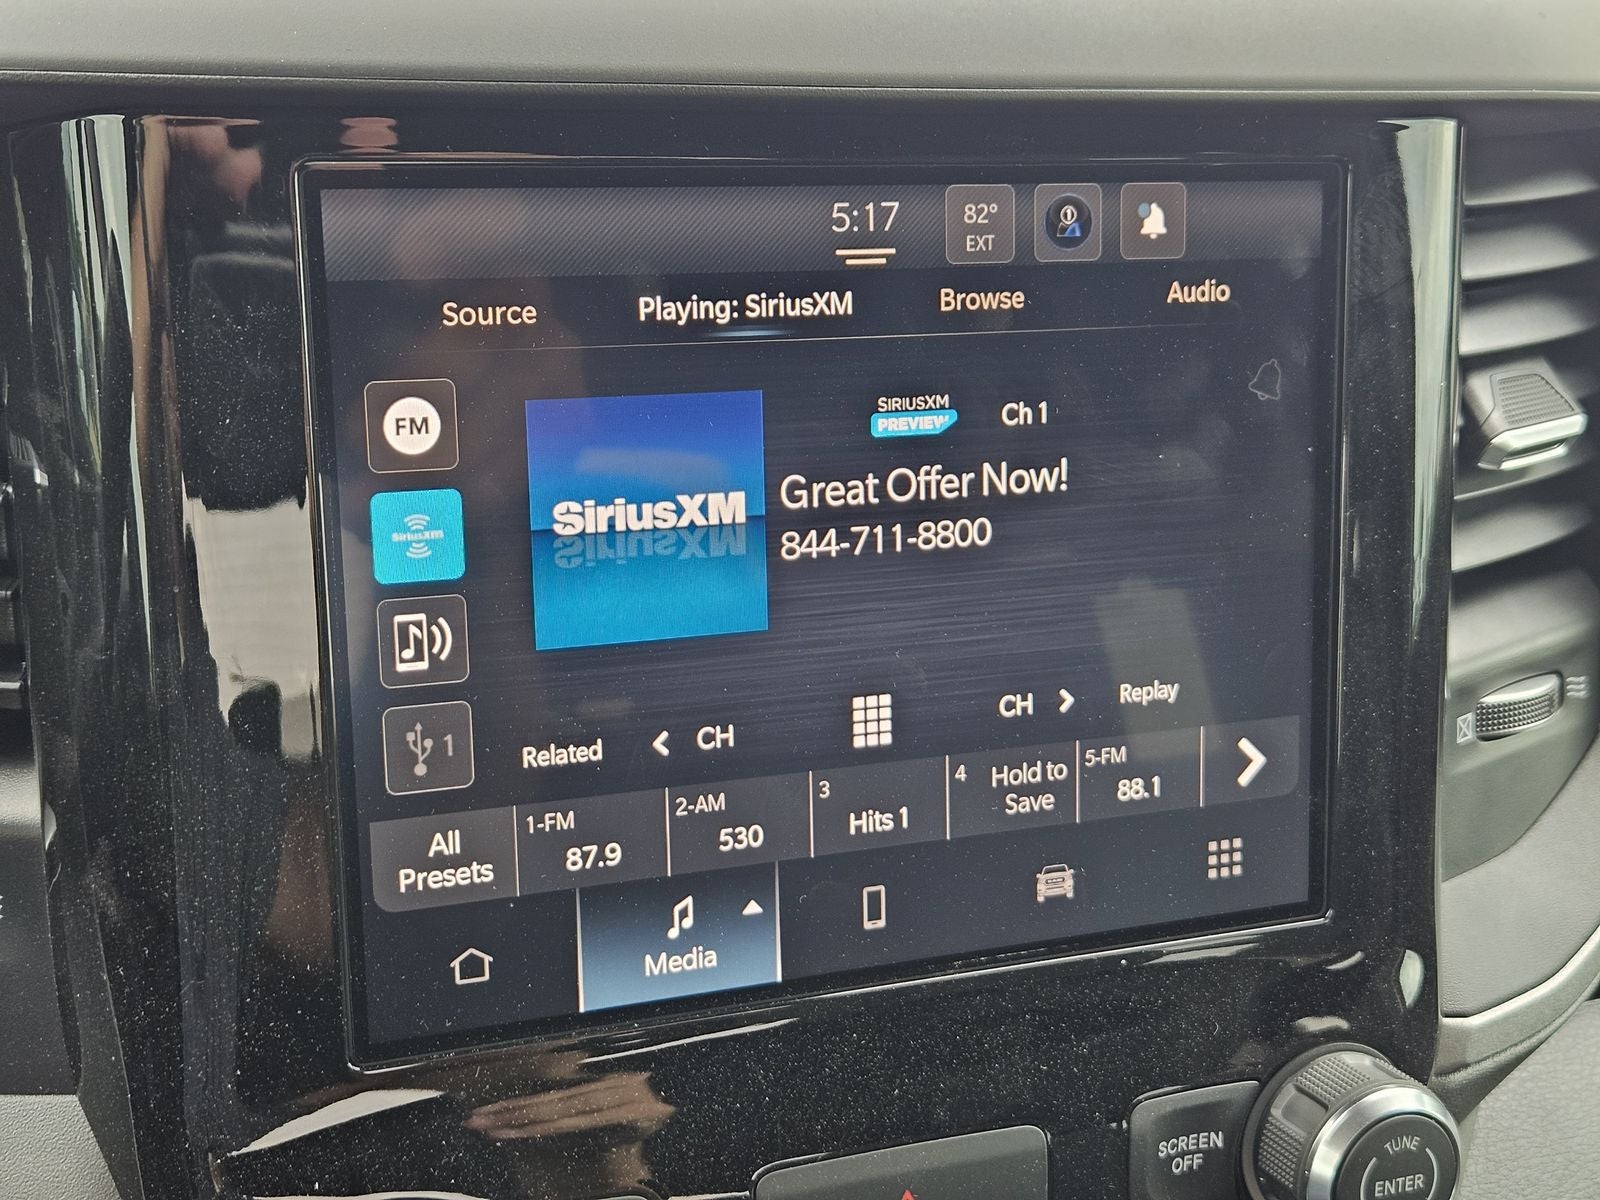 5:17
82°
EXT
1
Source
Playing: SiriusXM
Browse
Audio
FM
SIRIUSXM
PREVIEW
Ch 1
SiriusXM
Great Offer Now!
844-711-8800
SiriusXM
1
Related
CH
CH
Replay
All
Presets
1-FM
87.9
2-AM
530
3
Hits 1
4
Hold to
Save
5-FM
88.1
Media
SCREEN
OFF
TUNE
ENTER